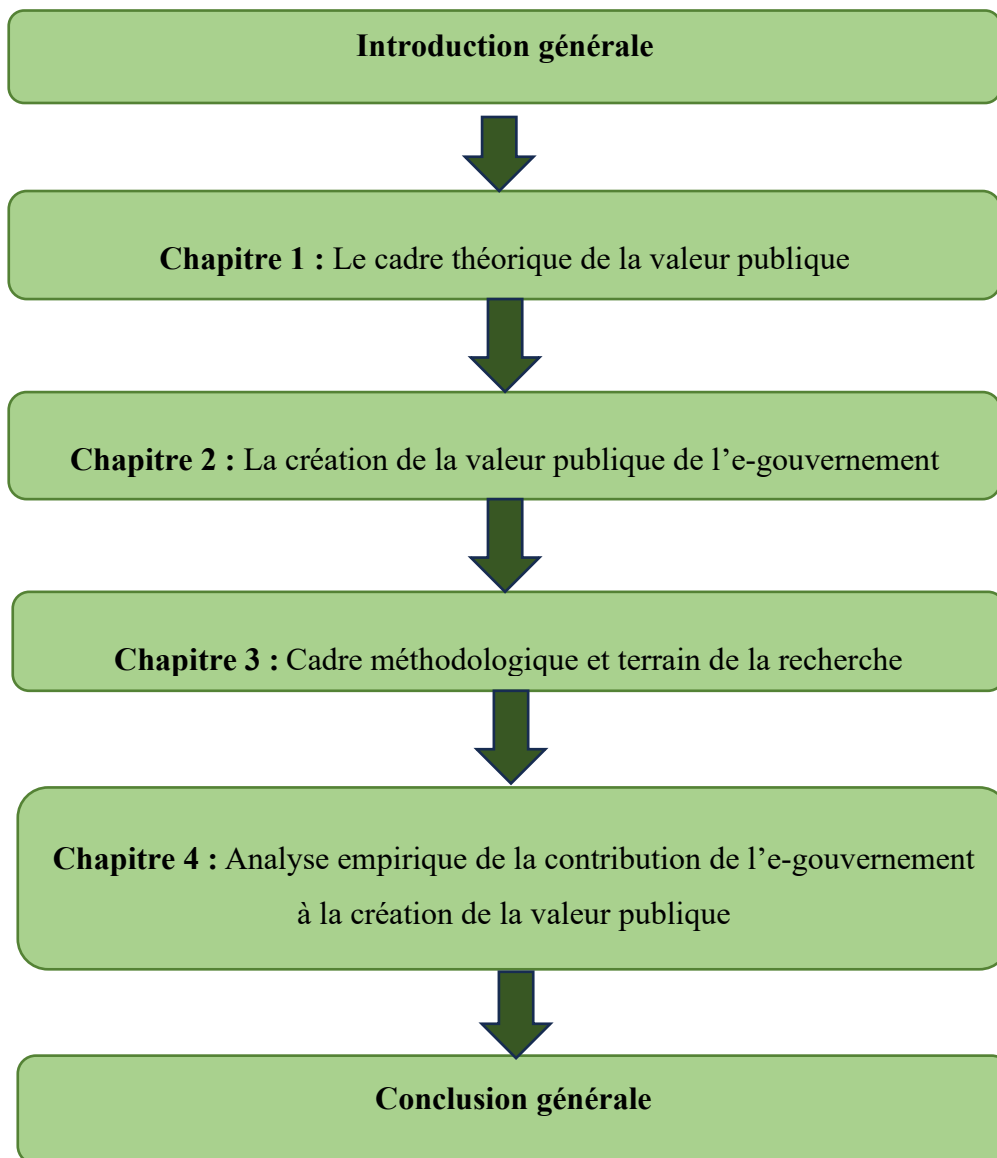 Introduction générale
Chapitre 1 : Le cadre théorique de la valeur publique
Chapitre 2 : La création de la valeur publique de l’e-gouvernement
Chapitre 3 : Cadre méthodologique et terrain de la recherche
Chapitre 4 : Analyse empirique de la contribution de l’e-gouvernement
à la création de la valeur publique
Conclusion générale